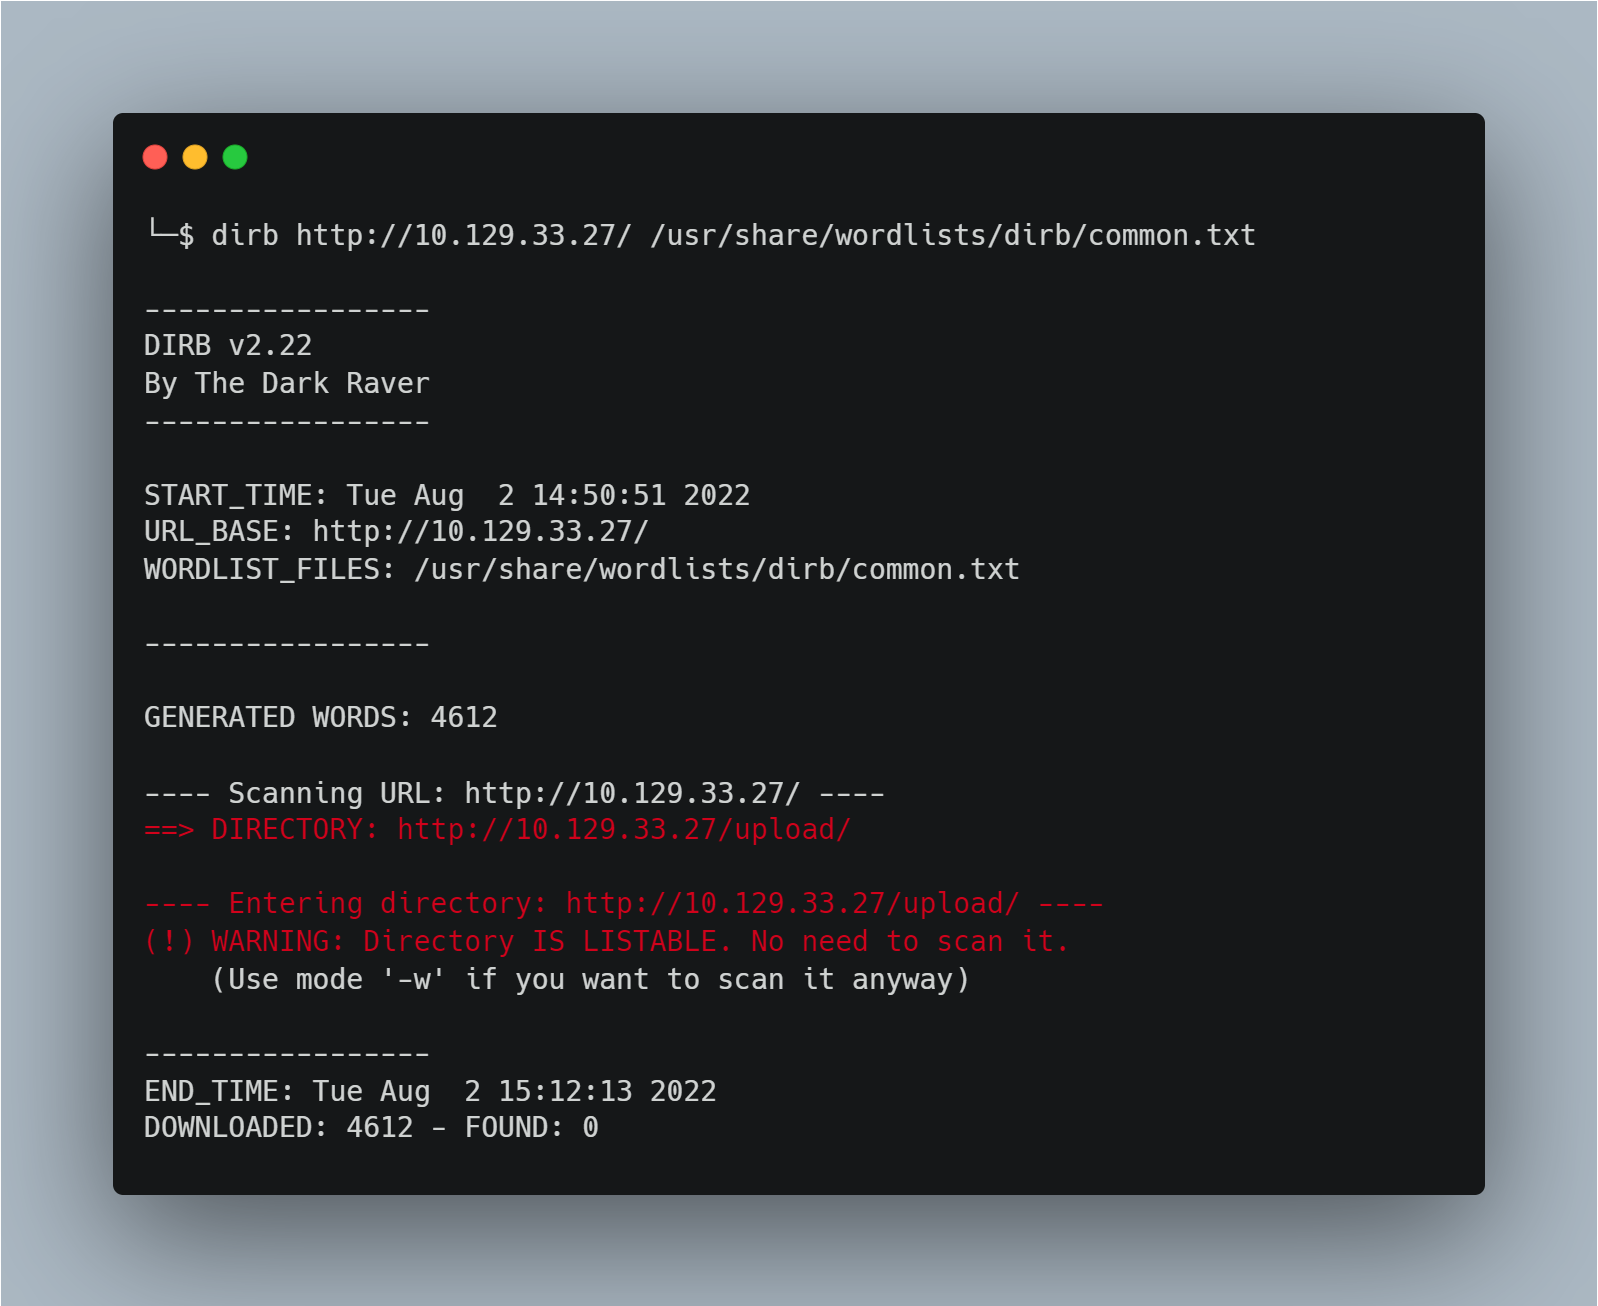 └─$ dirb http://10.129.33.27/ /usr/share/wordlists/dirb/common.txt
-----------------
DIRB v2.22
By The Dark Raver
-----------------
START_TIME: Tue Aug  2 14:50:51 2022
URL_BASE: http://10.129.33.27/
WORDLIST_FILES: /usr/share/wordlists/dirb/common.txt
-----------------
GENERATED WORDS: 4612
---- Scanning URL: http://10.129.33.27/ ----
==> DIRECTORY: http://10.129.33.27/upload/
---- Entering directory: http://10.129.33.27/upload/ ----
(!) WARNING: Directory IS LISTABLE. No need to scan it.
    (Use mode '-w' if you want to scan it anyway)
-----------------
END_TIME: Tue Aug  2 15:12:13 2022
DOWNLOADED: 4612 - FOUND: 0